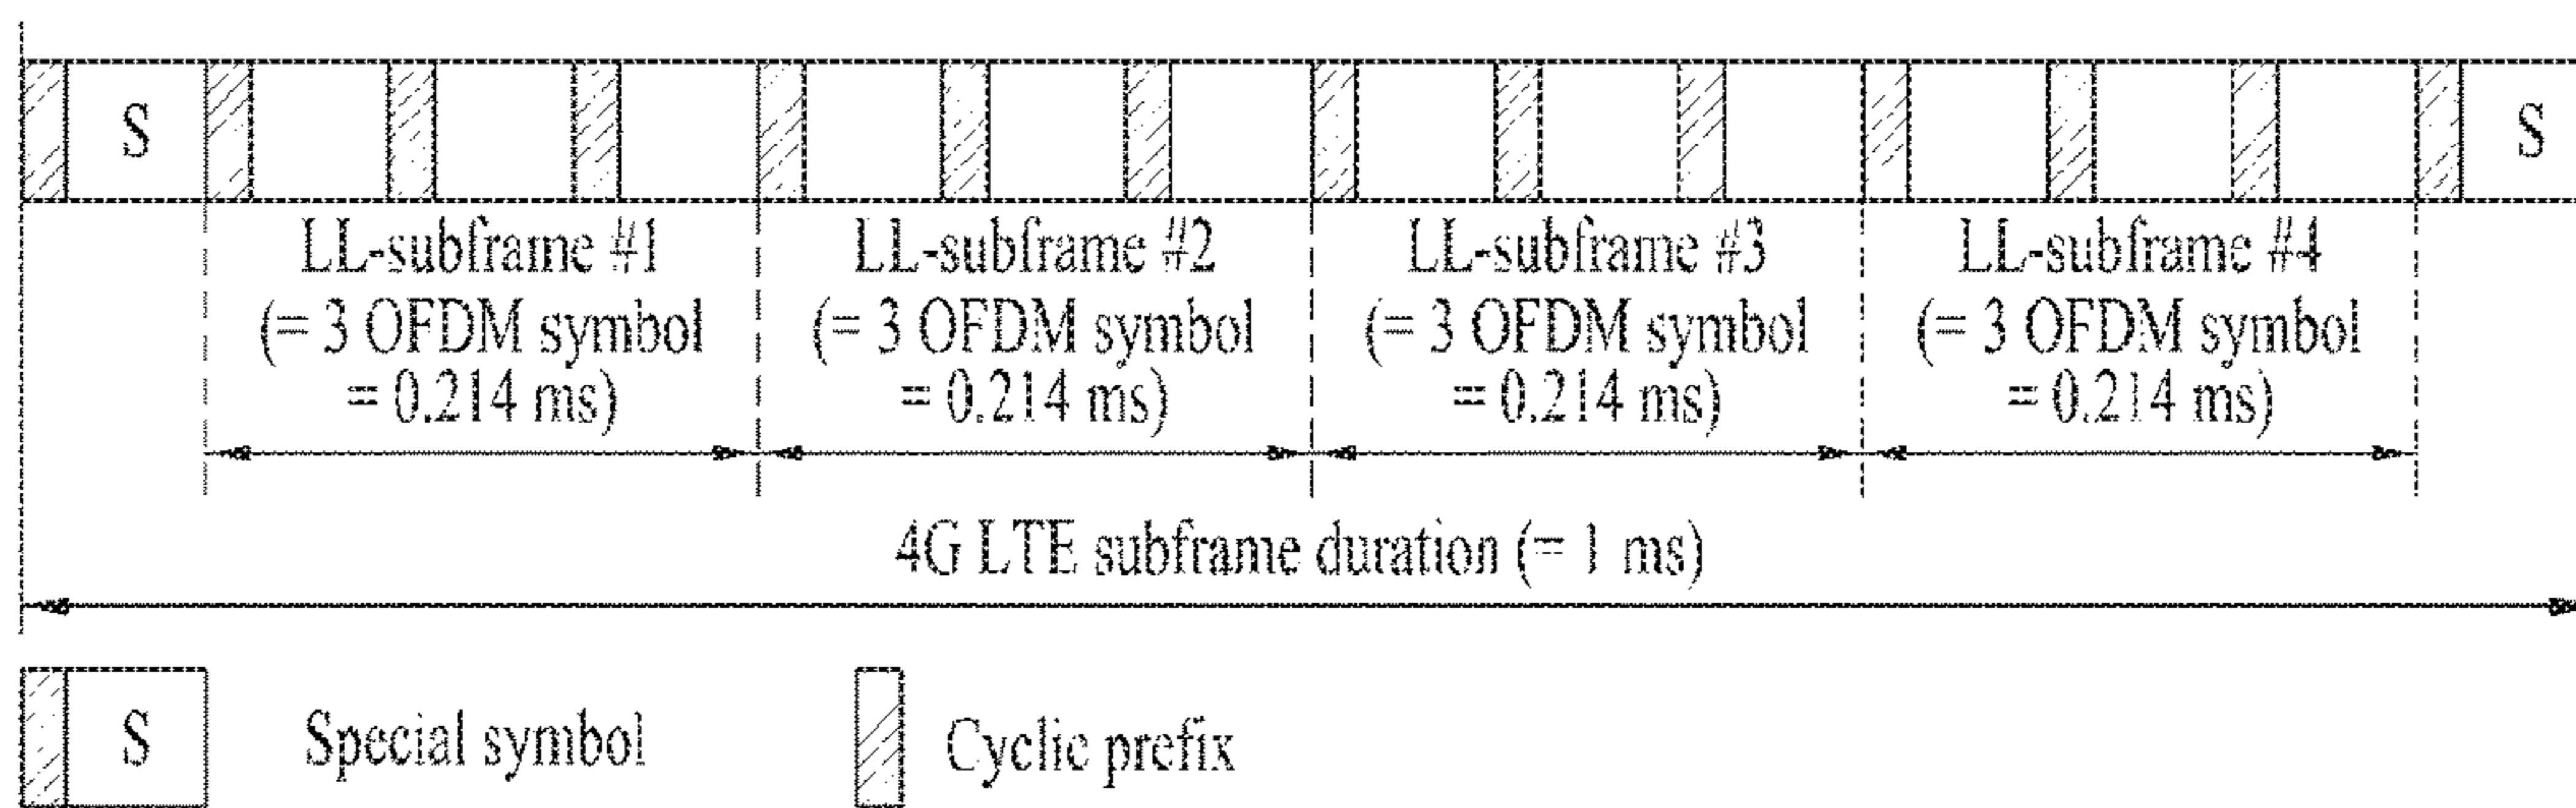 S S
LL-subframe #1 LL-subframe #2 LL-subframe #3 LL-subframe #4
(= 3 OFDM symbol (= 3 OFDM symbol (= 3 OFDM symbol (= 3 OFDM symbol
= 0.214 ms) = 0.214 ms) = 0.214 ms) = 0.214 ms)
4G LTE subframe duration (= 1 ms)
S Special symbol Cyclic prefix